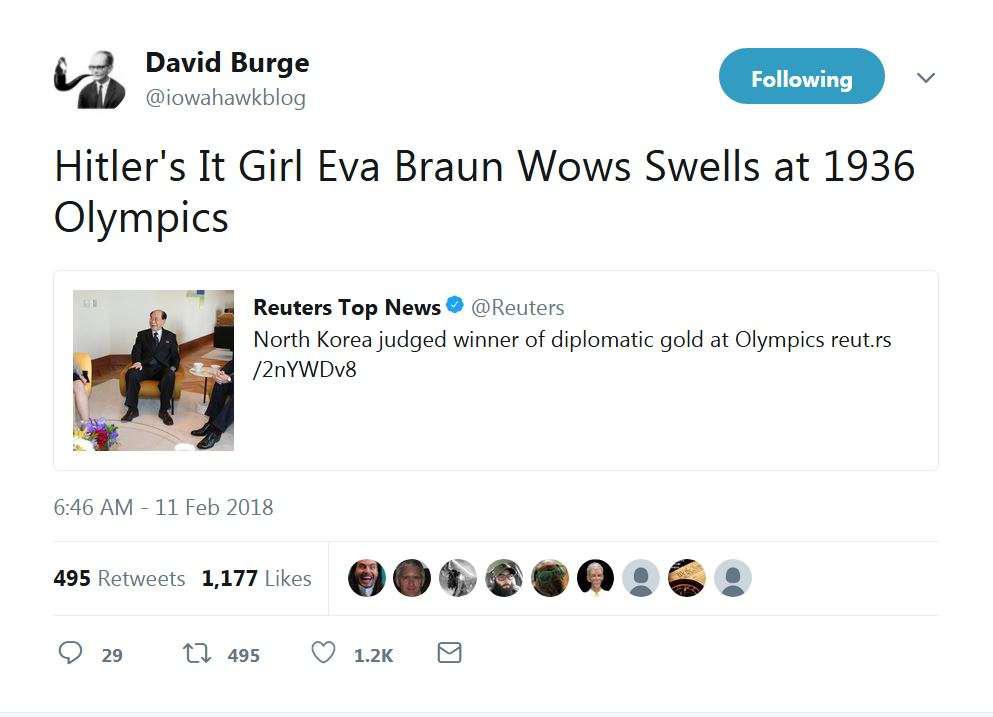 David Burge
@iowahawkblog
Following
Hitler's It Girl Eva Braun Wows Swells at 1936
Olympics
Reuters Top News @Reuters
North Korea judged winner of diplomatic gold at Olympics reut.rs
/2nYWDv8
6:46 AM - 11 Feb 2018
495 Retweets 1,177 Likes
29 495 1.2K